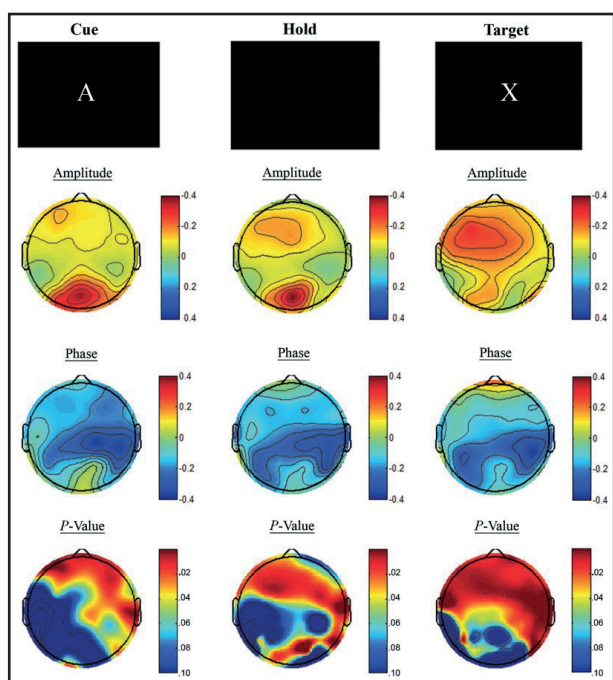 Cue Hold Target
A X
Amplitude Amplitude Amplitude
-0.4 -0.4 -0.4
-0.2 -0.2 -0.2
0 0 0
0.2 0.2 0.2
0.4 0.4 0.4
Phase Phase Phase
0.4 0.4 0.4
0.2 0.2 0.2
0 0 0
-0.2 -0.2 -0.2
-0.4 -0.4 -0.4
P-Value P-Value P-Value
.02 .02 .02
.04 .04 .04
.06 .06 .06
.08 .08 .08
.10 .10 .10